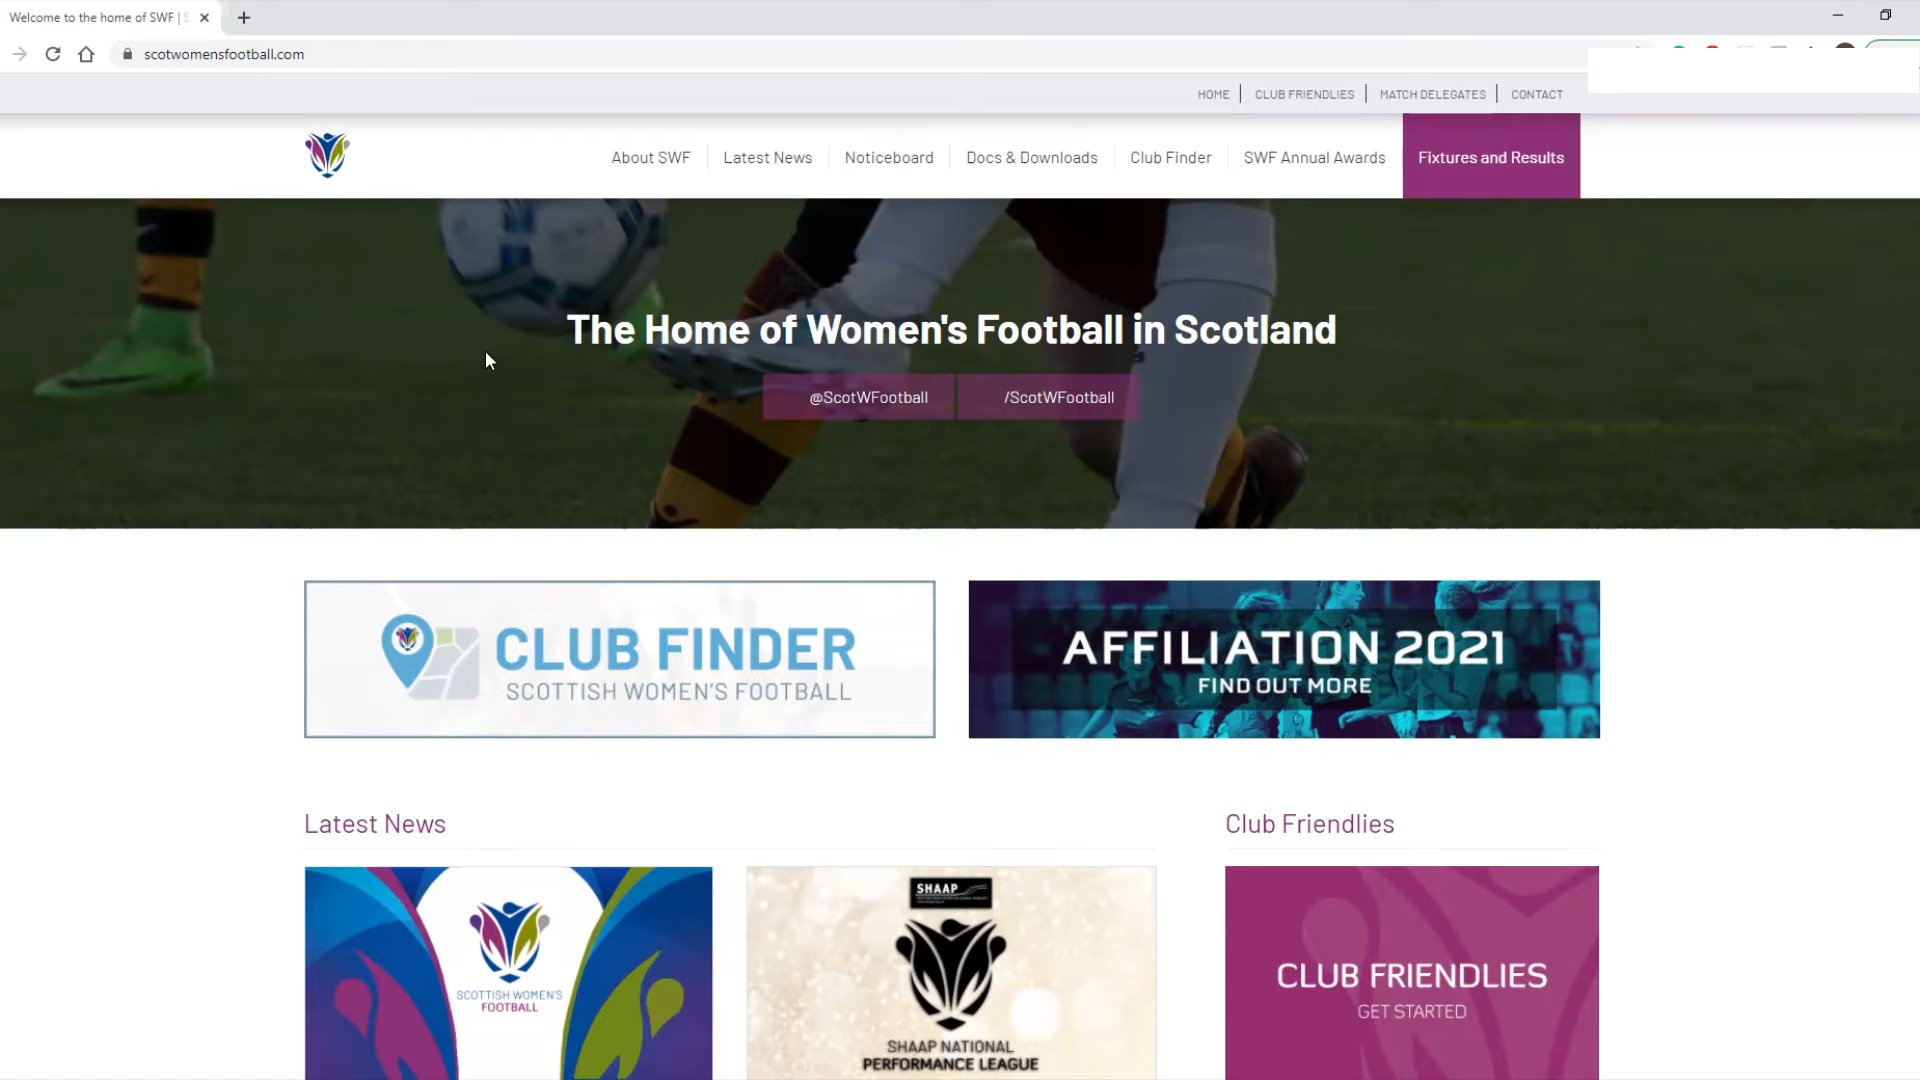 Welcome to the home of SWF |
scotwomensfootball.com
HOME
CLUB FRIENDLIES
MATCH DELEGATES
CONTACT
About SWF
Latest News
Noticeboard
Docs & Downloads
Club Finder
SWF Annual Awards
Fixtures and Results
The Home of Women's Football in Scotland
@ScotWFootball
/ScotWFootball
CLUB FINDER
SCOTTISH WOMEN'S FOOTBALL
AFFILIATION 2021
FIND OUT MORE
Latest News
Club Friendlies
SCOTTISH WOMEN'S
FOOTBALL
SHAAP
SHAAP NATIONAL
PERFORMANCE LEAGUE
CLUB FRIENDLIES
GET STARTED